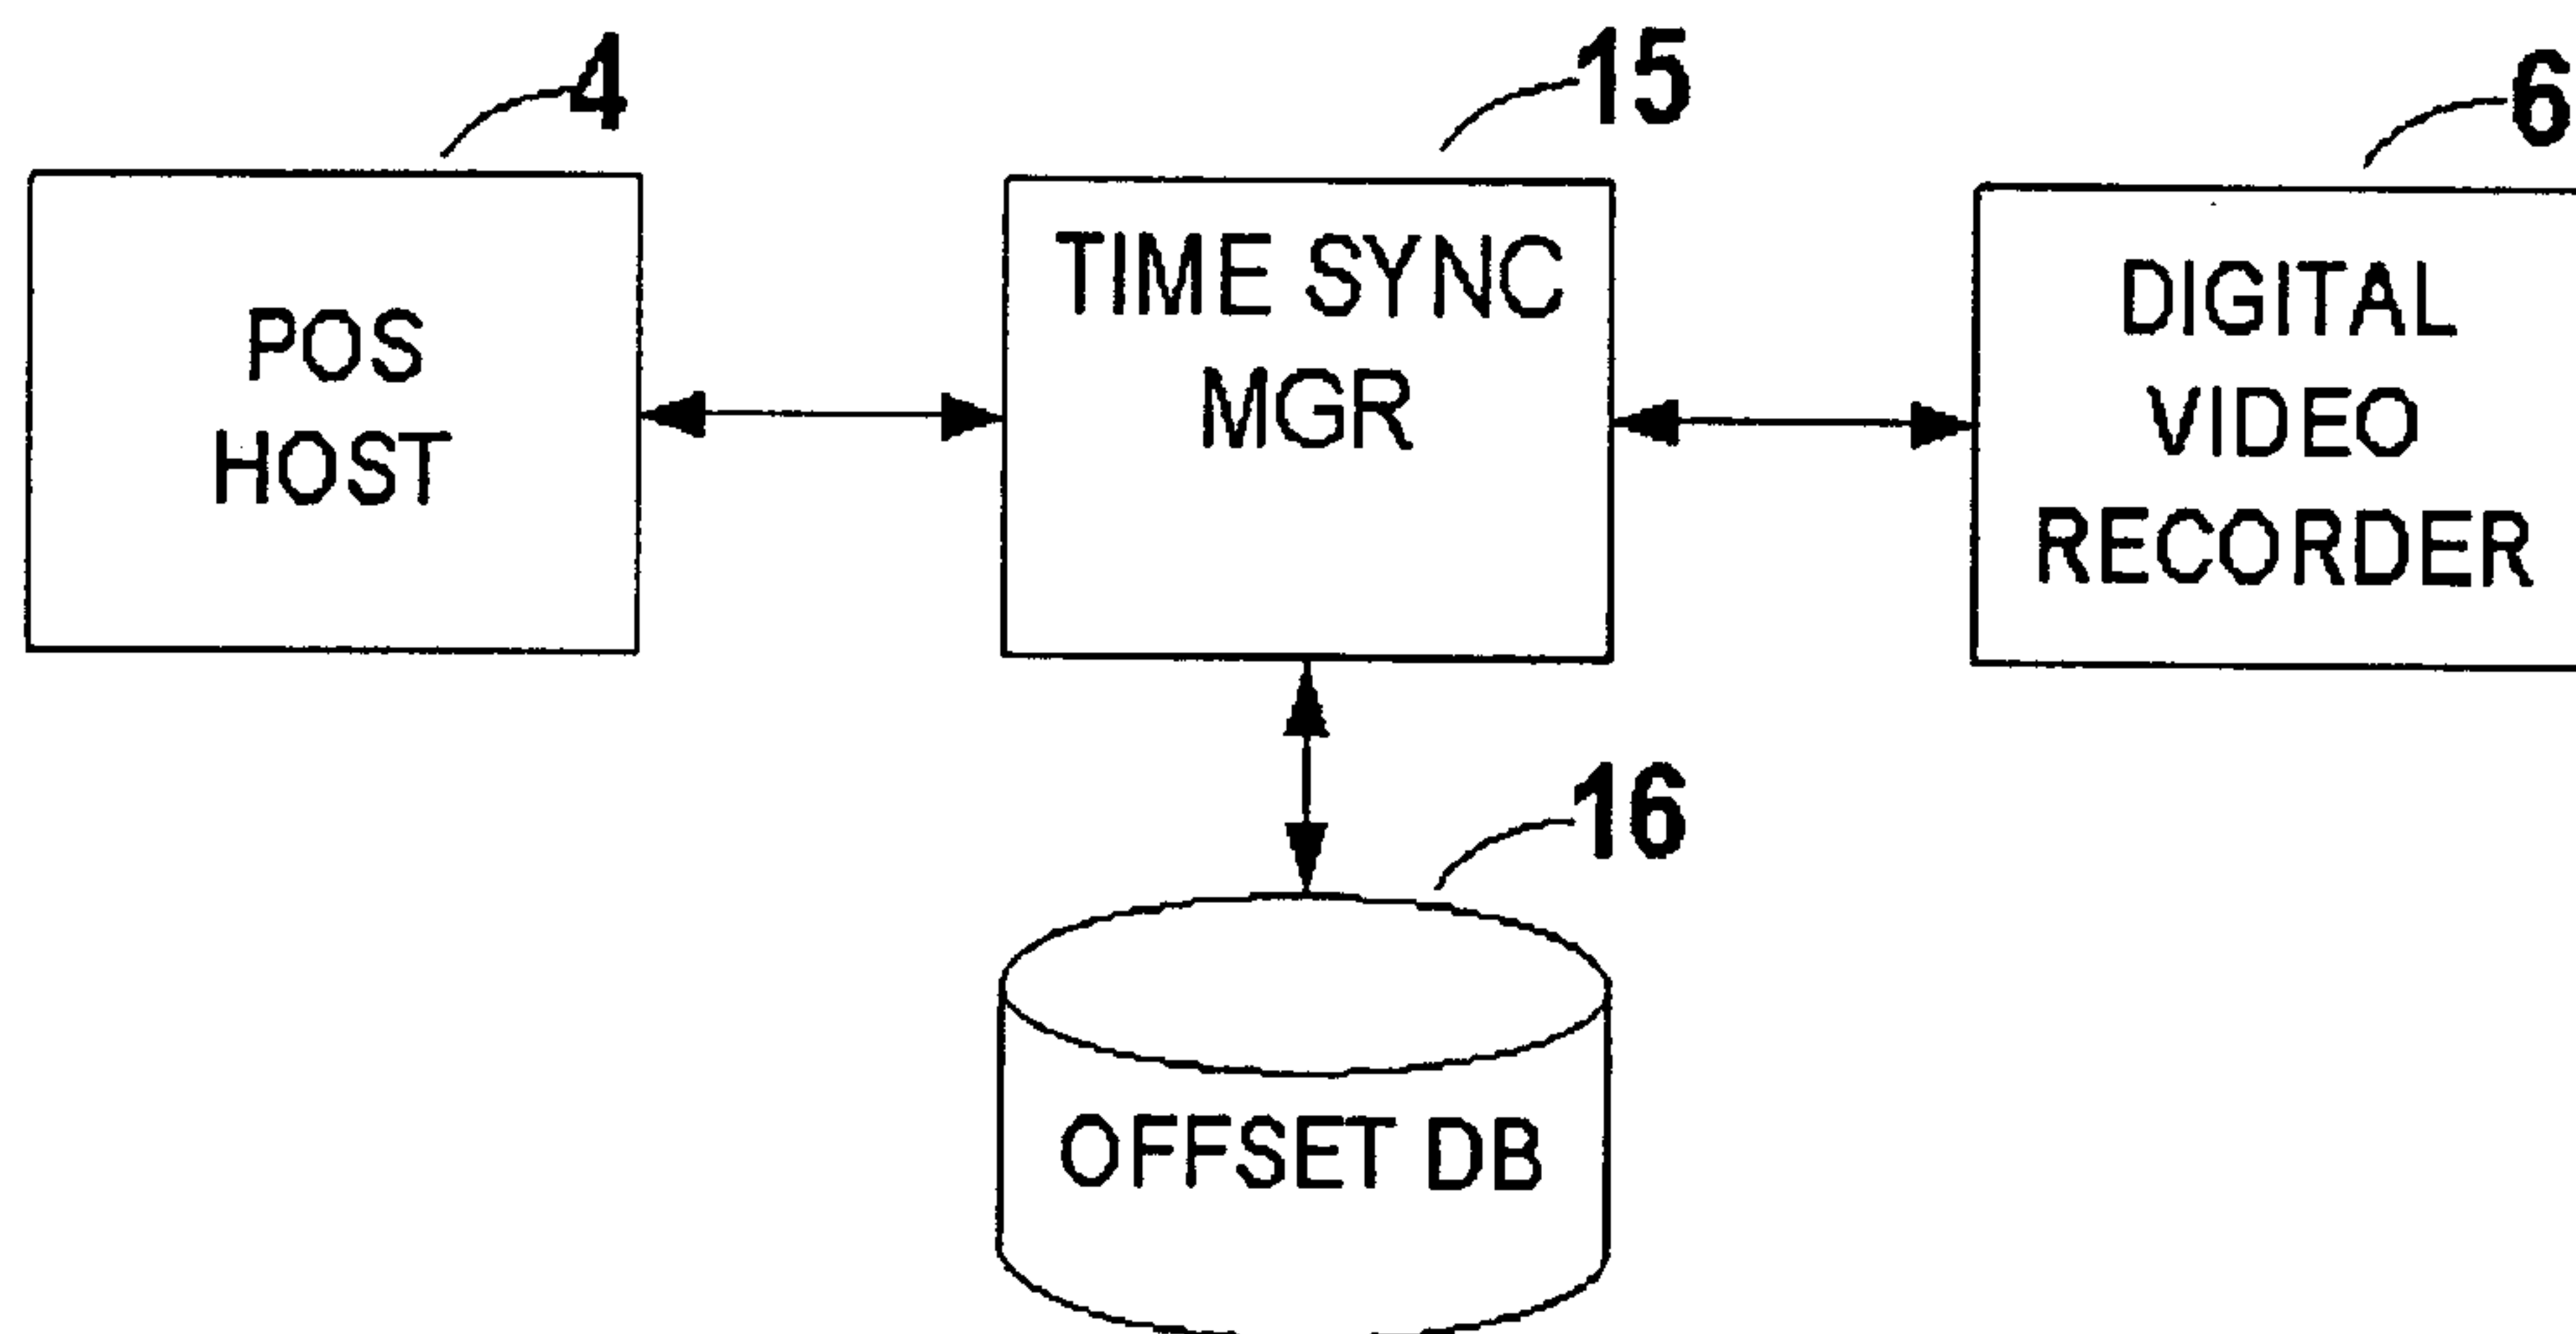 4
15
6
POS
HOST
TIME SYNC
MGR
DIGITAL
VIDEO
RECORDER
16
OFFSET DB